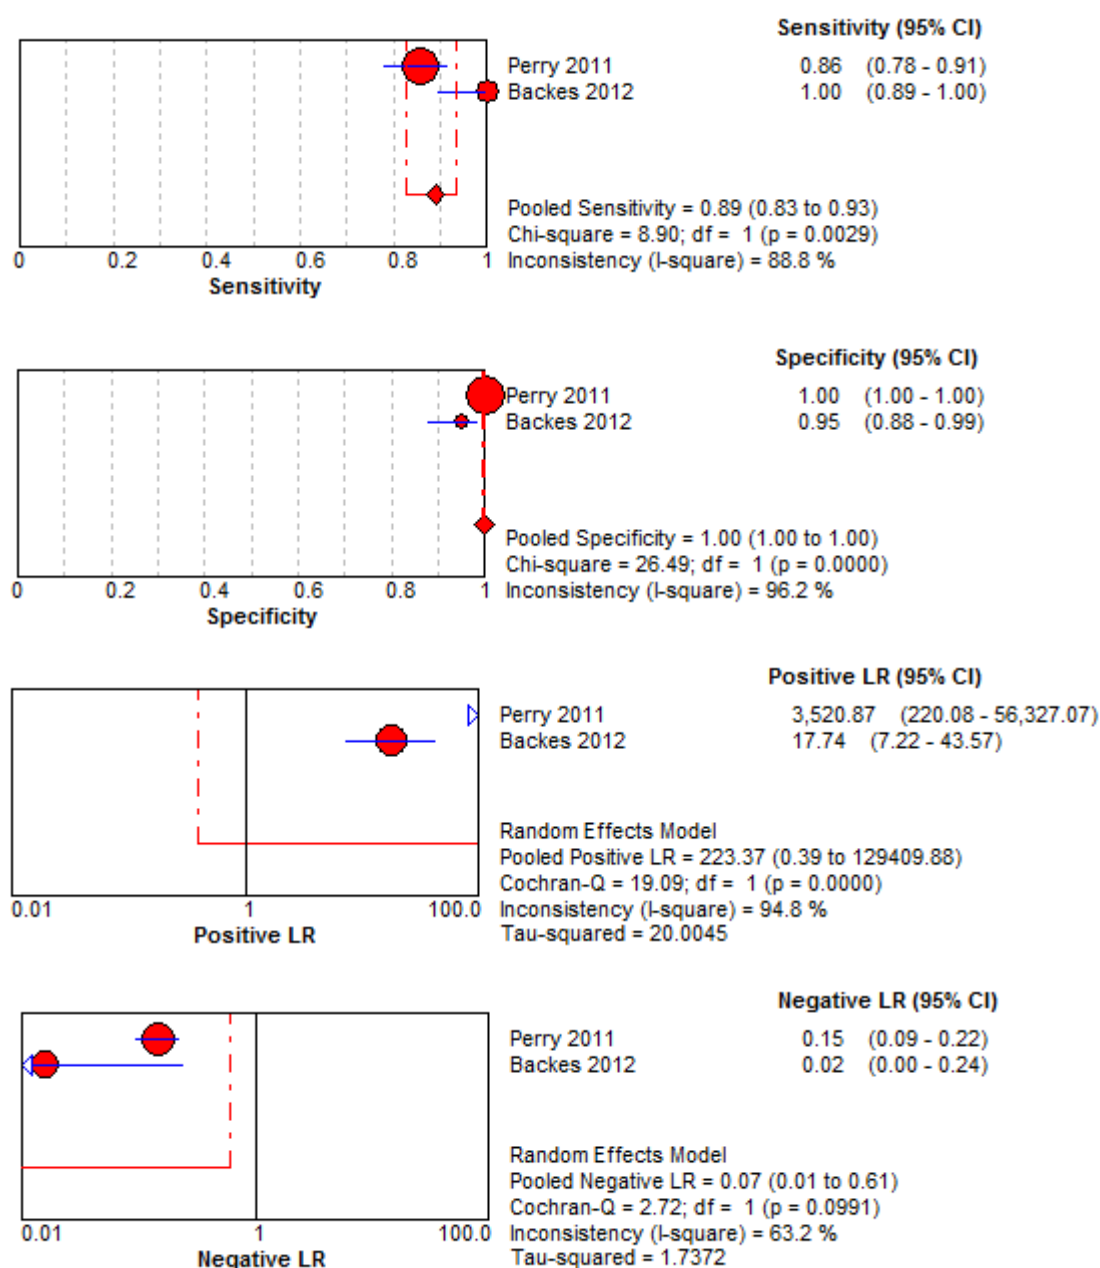 Sensitivity (95% CI)
Perry 2011 0.86 (0.78 - 0.91)
Backes 2012 1.00 (0.89 - 1.00)
Pooled Sensitivity = 0.89 (0.83 to 0.93)
Chi-square = 8.90; df = 1 (p = 0.0029)
Inconsistency (I-square) = 88.8 %
0 0.2 0.4 0.6 0.8 1
Sensitivity
Specificity (95% CI)
Perry 2011 1.00 (1.00 - 1.00)
Backes 2012 0.95 (0.88 - 0.99)
Pooled Specificity = 1.00 (1.00 to 1.00)
Chi-square = 26.49; df = 1 (p = 0.0000)
Inconsistency (I-square) = 96.2 %
0 0.2 0.4 0.6 0.8 1
Specificity
Positive LR (95% CI)
Perry 2011 3,520.87 (220.08 - 56,327.07)
Backes 2012 17.74 (7.22 - 43.57)
Random Effects Model
Pooled Positive LR = 223.37 (0.39 to 129409.88)
Cochran-Q = 19.09; df = 1 (p = 0.0000)
Inconsistency (I-square) = 94.8 %
Tau-squared = 20.0045
0.01 1 100.0
Positive LR
Negative LR (95% CI)
Perry 2011 0.15 (0.09 - 0.22)
Backes 2012 0.02 (0.00 - 0.24)
Random Effects Model
Pooled Negative LR = 0.07 (0.01 to 0.61)
Cochran-Q = 2.72; df = 1 (p = 0.0991)
Inconsistency (I-square) = 63.2 %
Tau-squared = 1.7372
0.01 1 100.0
Negative LR